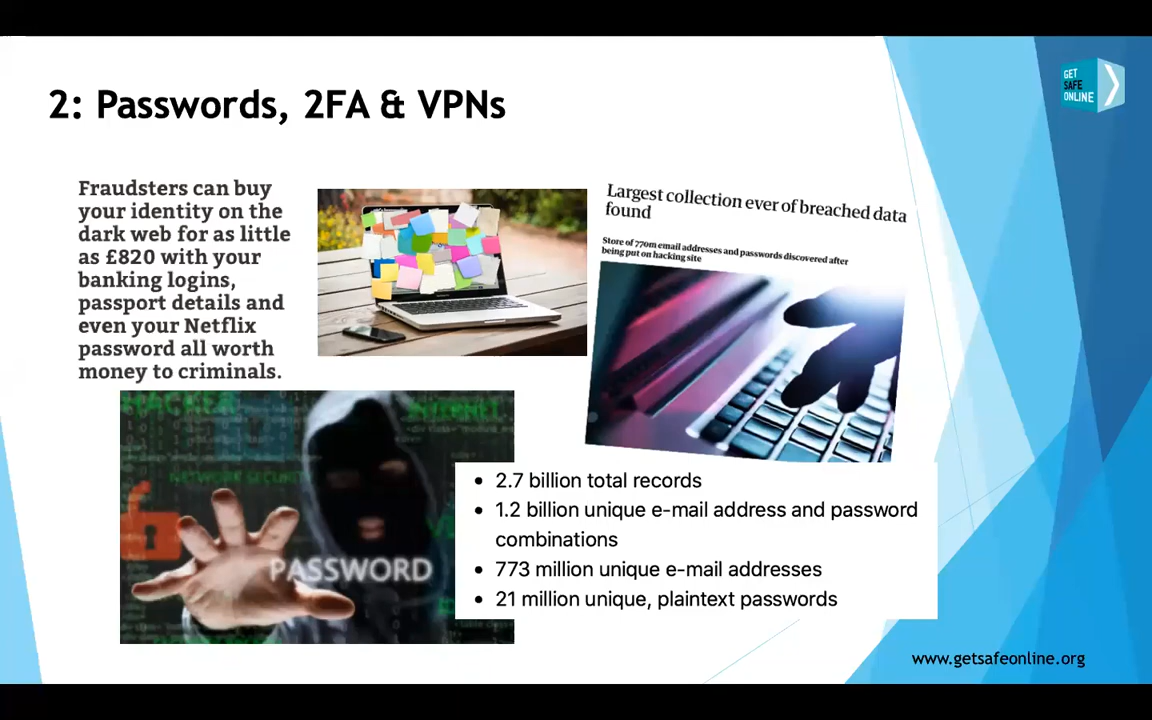 2: Passwords, 2FA & VPNs
GET
SAFE
ONLINE
Fraudsters can buy
your identity on the
dark web for as little
as £820 with your
banking logins,
passport details and
even your Netflix
password all worth
money to criminals.
Largest collection ever of breached data
found
Store of 770m email addresses and passwords discovered after
being put on hacking site
HACKER
INTERNET
NETWORK SECURITY
PASSWORD
• 2.7 billion total records
• 1.2 billion unique e-mail address and password
combinations
• 773 million unique e-mail addresses
• 21 million unique, plaintext passwords
www.getsafeonline.org